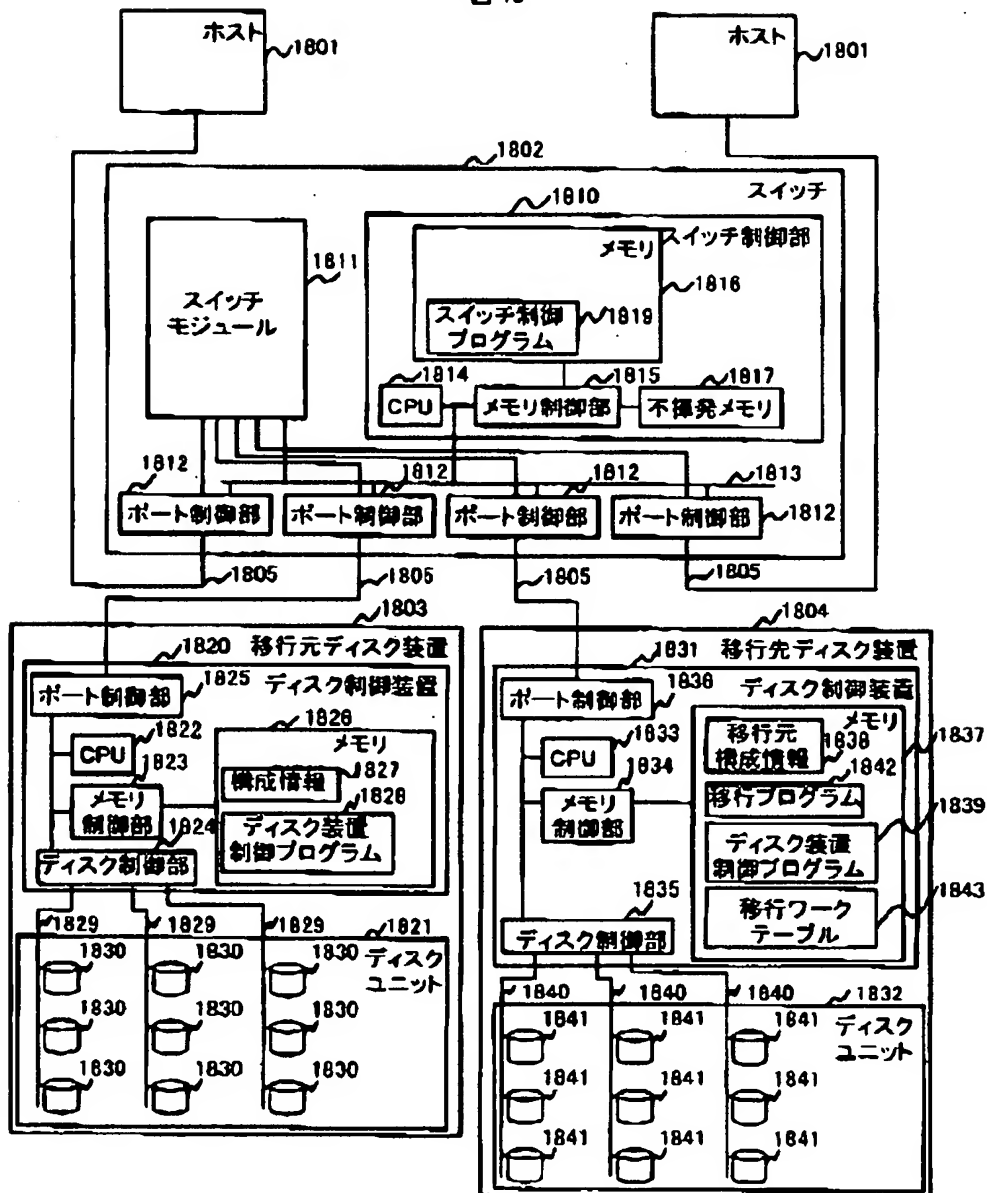 ホスト
1801
ホスト
1801
1802
スイッチ
1810
スイッチ制御部
メモリ
1811
1816
スイッチ
モジュール
スイッチ制御
プログラム
1819
1814
1815
1817
CPU
メモリ制御部
不揮発メモリ
1812
1812
1812
1813
ポート制御部
ポート制御部
ポート制御部
ポート制御部
1812
1805
1805
1805
1805
1803
1804
1820
移行元ディスク装置
1831
移行先ディスク装置
ポート制御部
1825
ディスク制御装置
ポート制御部
1836
ディスク制御装置
1826
メモリ
メモリ
CPU
1822
1823
構成情報
1827
1828
メモリ
制御部
1824
ディスク装置
制御プログラム
ディスク制御部
CPU
1833
1834
メモリ
制御部
移行元
構成情報
1838
1837
1842
移行プログラム
1839
ディスク装置
制御プログラム
1843
移行ワーク
テーブル
1835
ディスク制御部
1829
1829
1829
1821
ディスク
ユニット
1830
1830
1830
1830
1830
1830
1830
1830
1830
1840
1840
1840
1832
ディスク
ユニット
1841
1841
1841
1841
1841
1841
1841
1841
1841